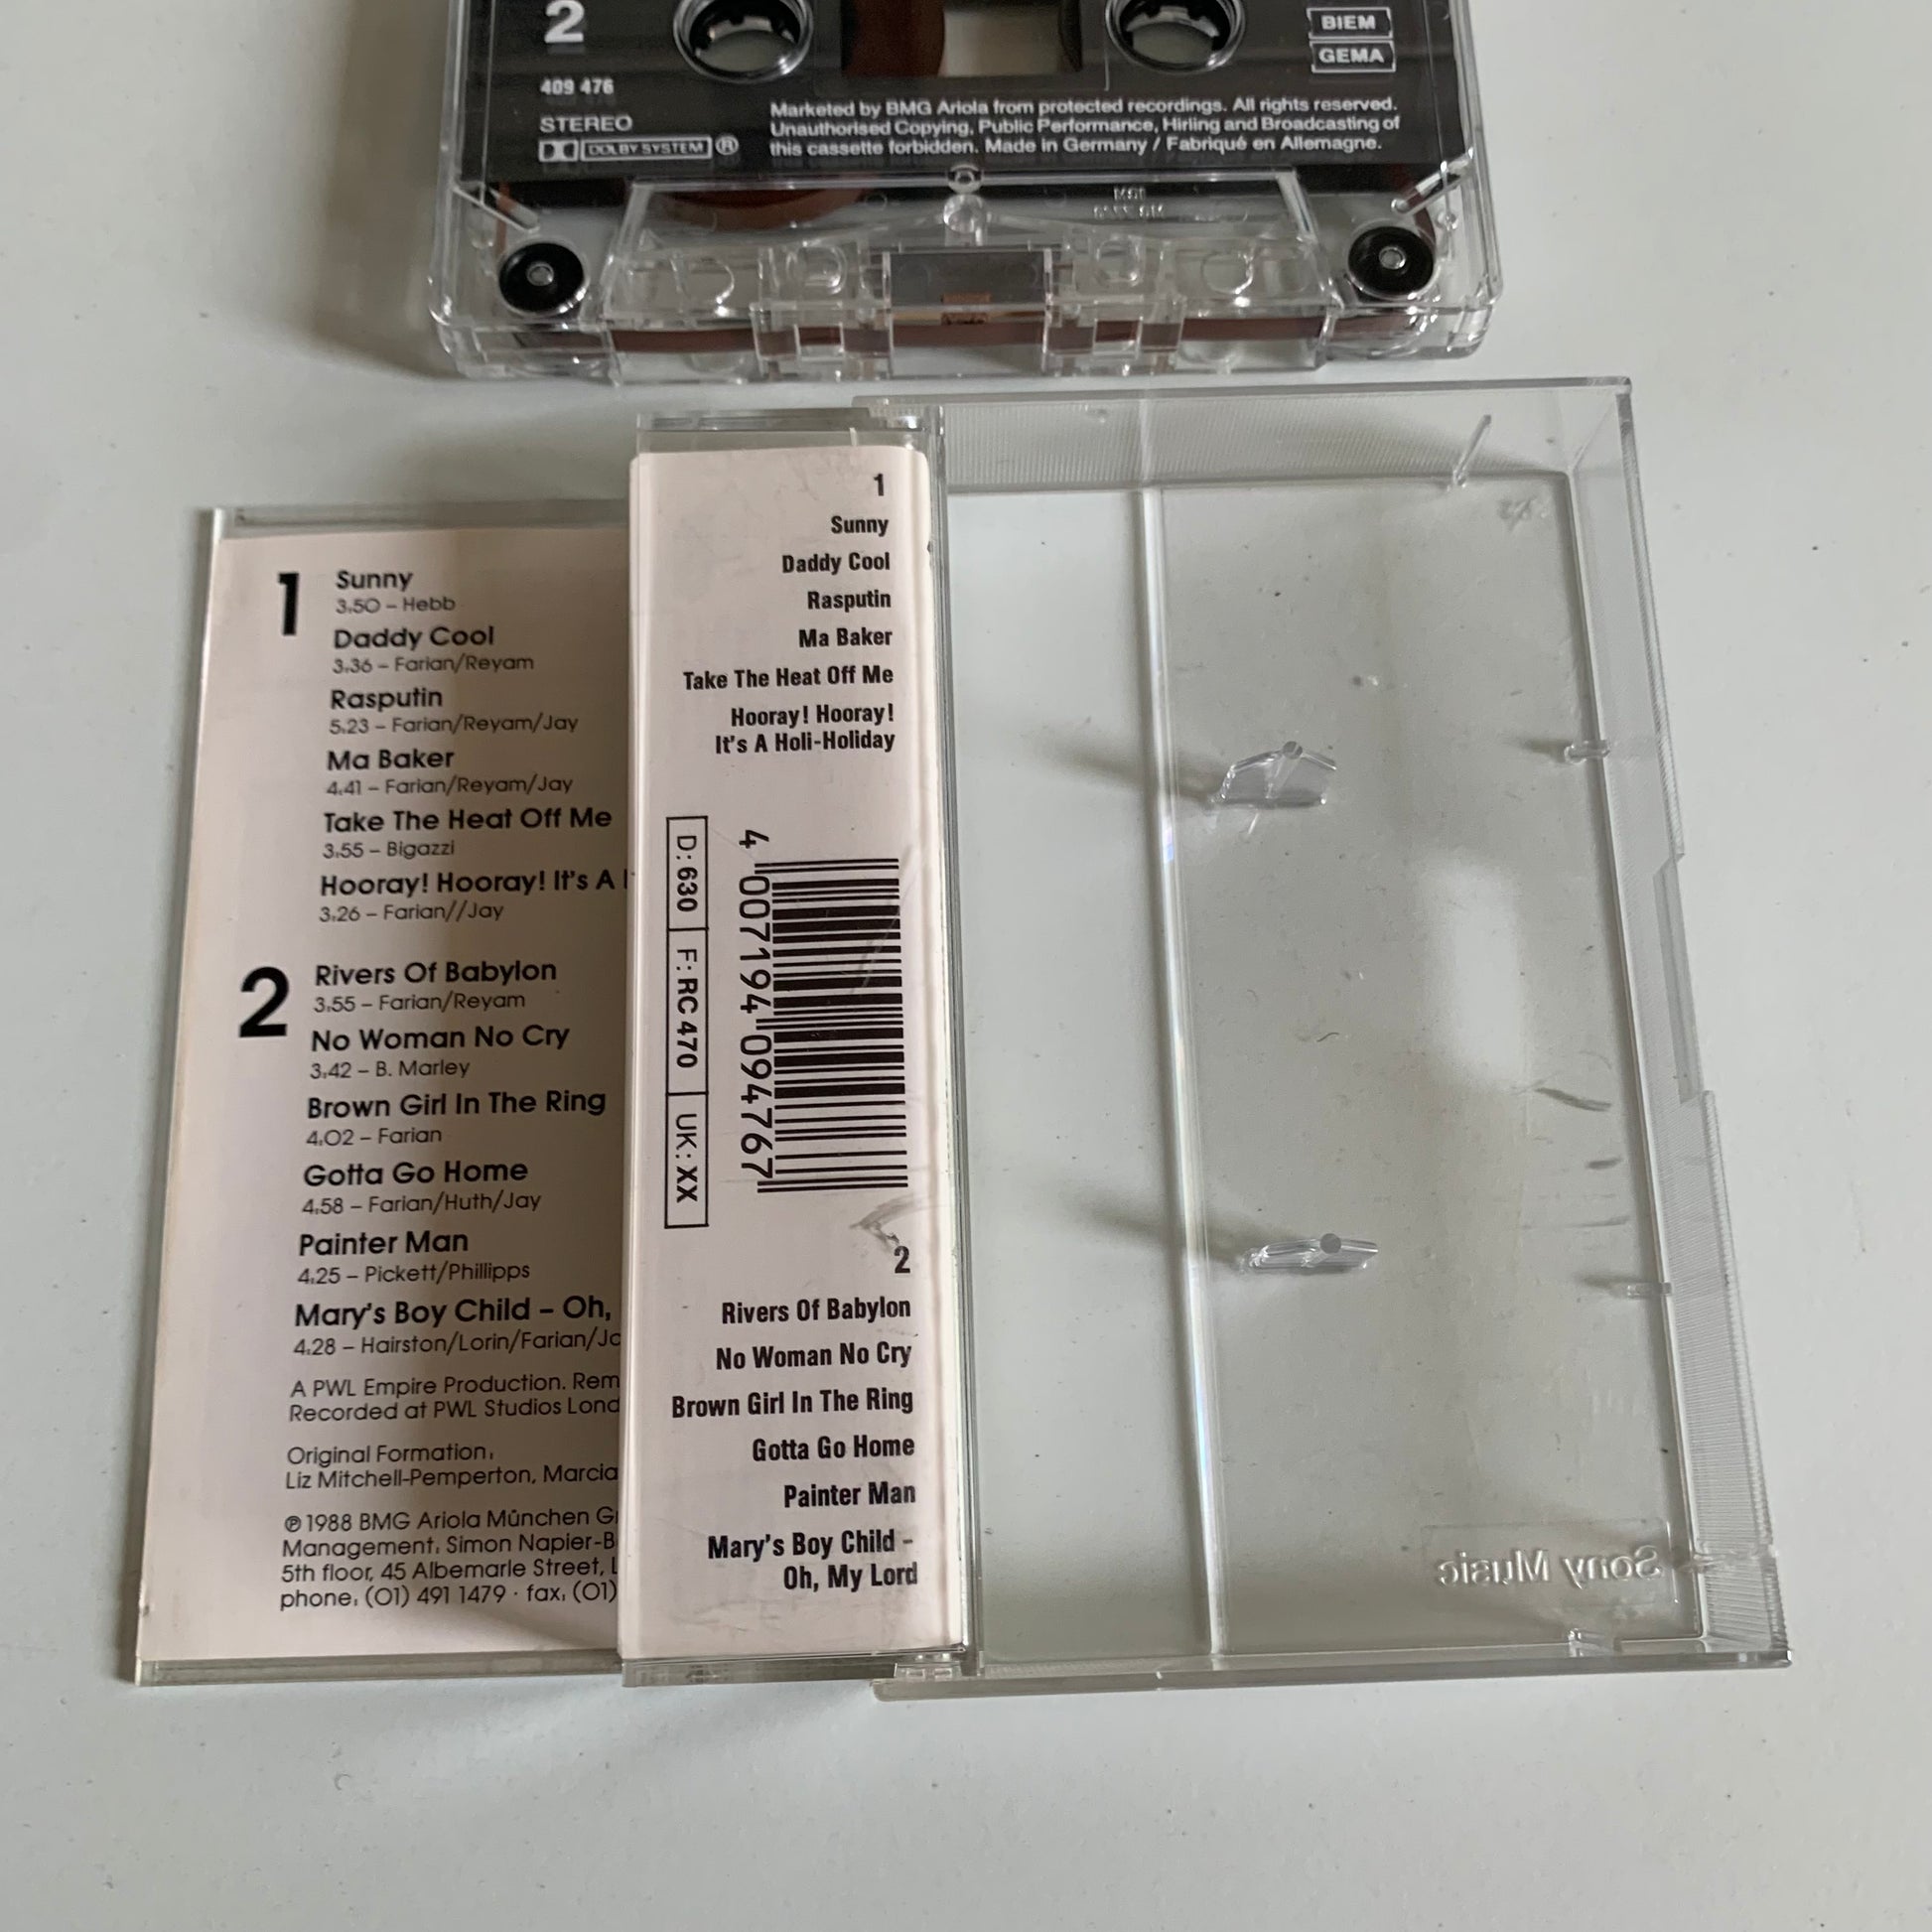 2
409 476
STEREO
DOLBY SYSTEM ®
BIEM
GEMA
Marketed by BMG Ariola from protected recordings. All rights reserved.
Unauthorised Copying, Public Performance, Hirling and Broadcasting of
this cassette forbidden. Made in Germany / Fabriqué en Allemagne.
1
Sunny
3.50 – Hebb
Daddy Cool
3.36 – Farian/Reyam
Rasputin
5.23 – Farian/Reyam/Jay
Ma Baker
4.41 – Farian/Reyam/Jay
Take The Heat Off Me
3.55 – Bigazzi
Hooray! Hooray! It's A
3.26 – Farian//Jay
2
Rivers Of Babylon
3.55 – Farian/Reyam
No Woman No Cry
3.42 – B. Marley
Brown Girl In The Ring
4.02 – Farian
Gotta Go Home
4.58 – Farian/Huth/Jay
Painter Man
4.25 – Pickett/Phillipps
Mary's Boy Child – Oh,
4.28 – Hairston/Lorin/Farian/
A PWL Empire Production.
Recorded at PWL Studios
Original Formation,
Liz Mitchell-Pemperton, Marcia
℗ 1988 BMG Ariola München
Management, Simon
5th floor, 45 Albemarle Street,
phone, (01) 491 1479 · fax, (01)
1
Sunny
Daddy Cool
Rasputin
Ma Baker
Take The Heat Off Me
Hooray! Hooray!
It's A Holi-Holiday
D: 630 F: RC 470 UK: XX
4 007194 094767
2
Rivers Of Babylon
No Woman No Cry
Brown Girl In The Ring
Gotta Go Home
Painter Man
Mary's Boy Child -
Oh, My Lord
Sony Music